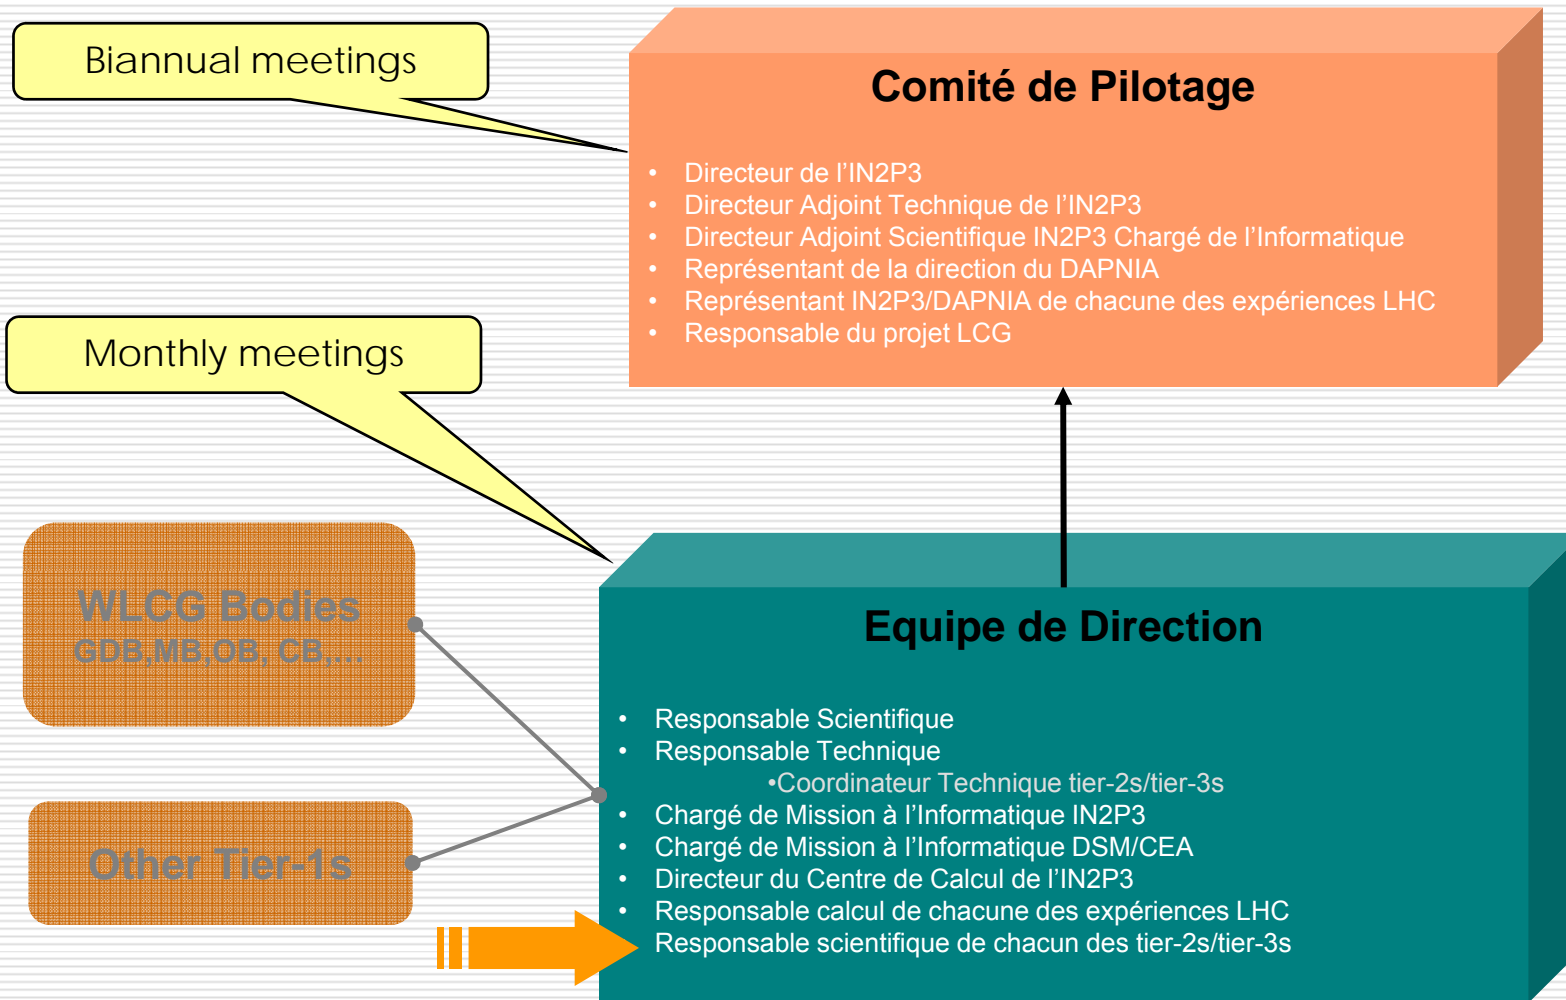 Biannual meetings
Comité de Pilotage
• Directeur de l’IN2P3
• Directeur Adjoint Technique de l’IN2P3
• Directeur Adjoint Scientifique IN2P3 Chargé de l’Informatique
• Représentant de la direction du DAPNIA
• Représentant IN2P3/DAPNIA de chacune des expériences LHC
• Responsable du projet LCG
Monthly meetings
WLCG Bodies
GDB,MB,OB, CB,…
Other Tier-1s
Equipe de Direction
• Responsable Scientifique
• Responsable Technique
•Coordinateur Technique tier-2s/tier-3s
• Chargé de Mission à l’Informatique IN2P3
• Chargé de Mission à l’Informatique DSM/CEA
• Directeur du Centre de Calcul de l’IN2P3
• Responsable calcul de chacune des expériences LHC
Responsable scientifique de chacun des tier-2s/tier-3s